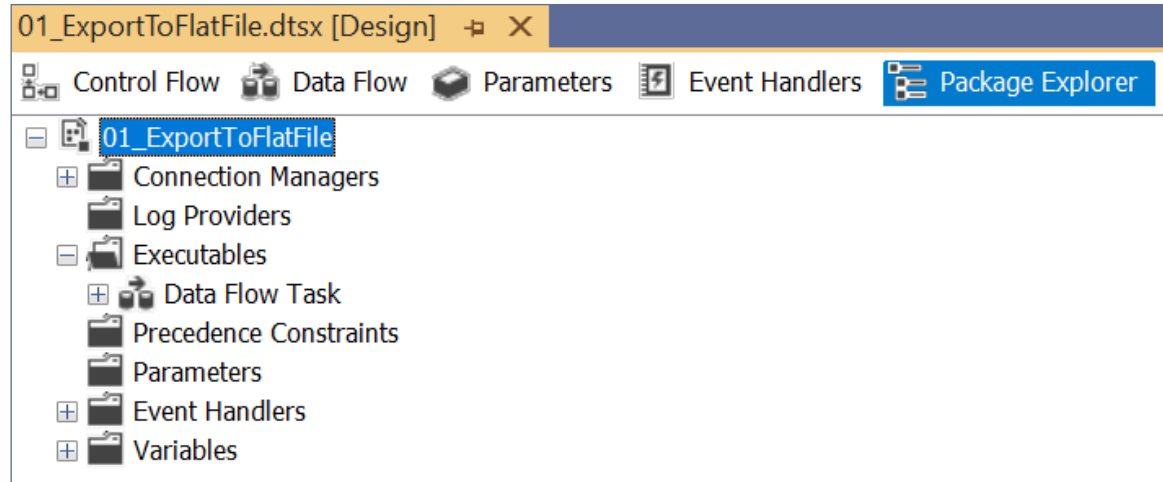 01_ExportToFlatFile.dtsx [Design]
Control Flow Data Flow Parameters Event Handlers Package Explorer
01_ExportToFlatFile
Connection Managers
Log Providers
Executables
Data Flow Task
Precedence Constraints
Parameters
Event Handlers
Variables